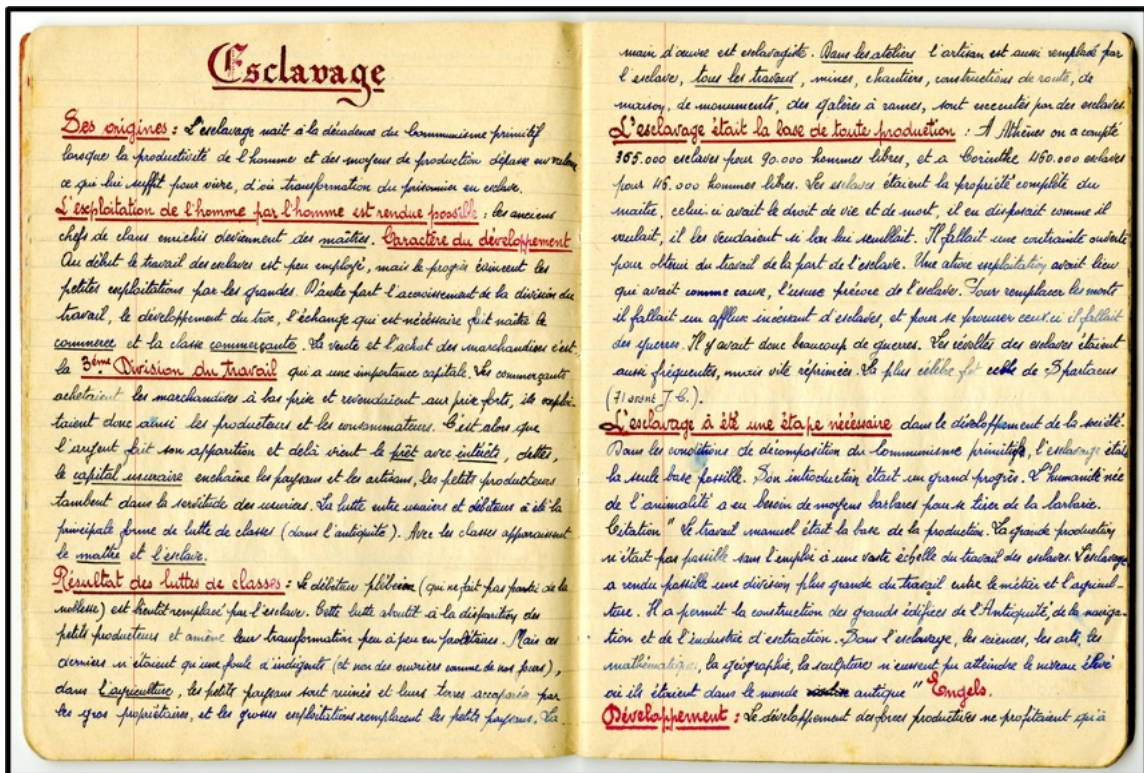 Esclavage
Ses origines : L'esclavage nait à la décadence du Communisme primitif
lorsque la productivité de l'homme et des moyens de production dépasse en valeur
ce qui lui suffit pour vivre, d'où transformation du prisonnier en esclave.
L'exploitation de l'homme par l'homme est rendue possible : les anciens
chefs de clans enrichis deviennent des maîtres. Caractère du développement
Au début le travail des esclaves est peu employé, mais le progrès évincent les
petites exploitations par les grandes. D'autre part l'accroissement de la division du
travail, le développement du troc, l'échange qui est nécessaire fait naître le
commerce et la classe commerçante. La vente et l'achat des marchandises c'est
la 3ème Division du travail qui a une importance capitale. Les commerçants
achetaient les marchandises à bas prix et revendaient aux prix forts, ils exploi-
taient donc ainsi les producteurs et les consommateurs. C'est alors que
l'argent fait son apparition et delà vient le prêt avec intérêts, dettes,
le capital usuraire enchaîne les paysans et les artisans, les petits producteurs
tombent dans la servitude des usuriers. La lutte entre usuriers et débiteurs a été la
principale forme de lutte de classes (dans l'antiquité). Avec les classes apparaissent
le maître et l'esclave.
Résultat des luttes de classes : Le débiteur plébéien (qui ne fait pas partie de la
noblesse) est bientôt remplacé par l'esclave. Cette lutte aboutit à la disparition des
petits producteurs et amène leur transformation peu à peu en prolétaires. Mais ces
derniers n'étaient qu'une foule d'indigents (et non des ouvriers comme de nos jours),
dans l'agriculture, les petits paysans sont ruinés et leurs terres accaparées par
les gros propriétaires, et les grosses exploitations remplacent les petits paysans. La
main d'œuvre est esclavagiste. Dans les ateliers l'artisan est aussi remplacé par
l'esclave, tous les travaux, mines, chantiers, constructions de route, de
maison, de monuments, des galères à rames, sont executés par des esclaves.
L'esclavage était la base de toute production : A Athènes on a compté
365.000 esclaves pour 90.000 hommes libres, et a Corinthe 460.000 esclaves
pour 46.000 hommes libres. Les esclaves étaient la propriété complète du
maître, celui ci avait le droit de vie et de mort, il en disposait comme il
voulait, il les vendaient si bon lui semblait. Il fallait une contrainte ouverte
pour obtenir du travail de la part de l'esclave. Une exploitation avait lieu
qui avait comme cause, l'usure précoce de l'esclave. Pour remplacer les morts
il fallait un afflux incessant d'esclaves, et pour se procurer ceux ci il fallait
des guerres. Il y avait donc beaucoup de guerres. Les révoltes des esclaves étaient
aussi fréquentes, mais vite réprimées. La plus célèbre fut celle de Spartacus
(71 avant J.C.).
L'esclavage a été une étape nécessaire dans le développement de la société.
Dans les conditions de décomposition du Communisme primitif, l'esclavage était
la seule base possible. Son introduction était un grand progrès. L'humanité née
de l'animalité a eu besoin de moyens barbares pour se tirer de la barbarie.
Citation " Le travail manuel était la base de la production. La grande production
n'était pas possible sans l'emploi à une vaste échelle du travail des esclaves. L'esclavage
a rendu possible une division plus grande du travail entre le métier et l'agricul-
ture. Il a permit la construction des grands édifices de l'Antiquité, de la naviga-
tion et de l'industrie d'extraction. Sans l'esclavage, les sciences, les arts, les
mathématiques, la géographie, la sculpture n'eussent pu atteindre le niveau élevé
où ils étaient dans le monde antique " Engels.
Développement : Le développement des forces productives ne profitaient qu'à